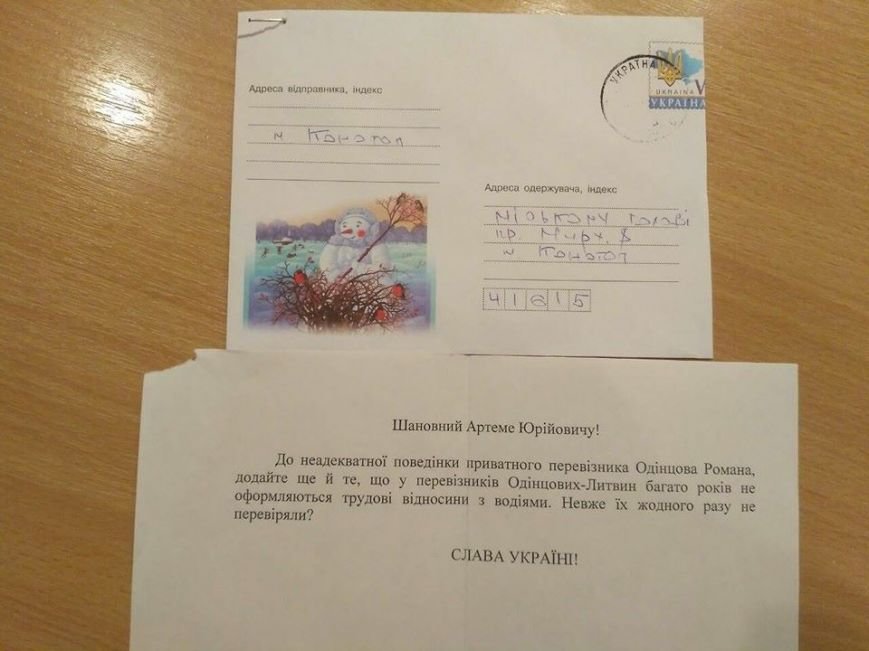 УКРАЇНА
UKRAINA
V
УКРАЇНА
Адреса відправника, індекс
м Конотоп
Адреса одержувача, індекс
міському голові
пр. Миру, 8
м Конотоп
41615
Шановний Артеме Юрійовичу!
До неадекватної поведінки приватного перевізника Одінцова Романа,
додайте ще й те, що у перевізників Одінцових-Литвин багато років не
оформляються трудові відносини з водіями. Невже їх жодного разу не
перевіряли?
СЛАВА УКРАЇНІ!